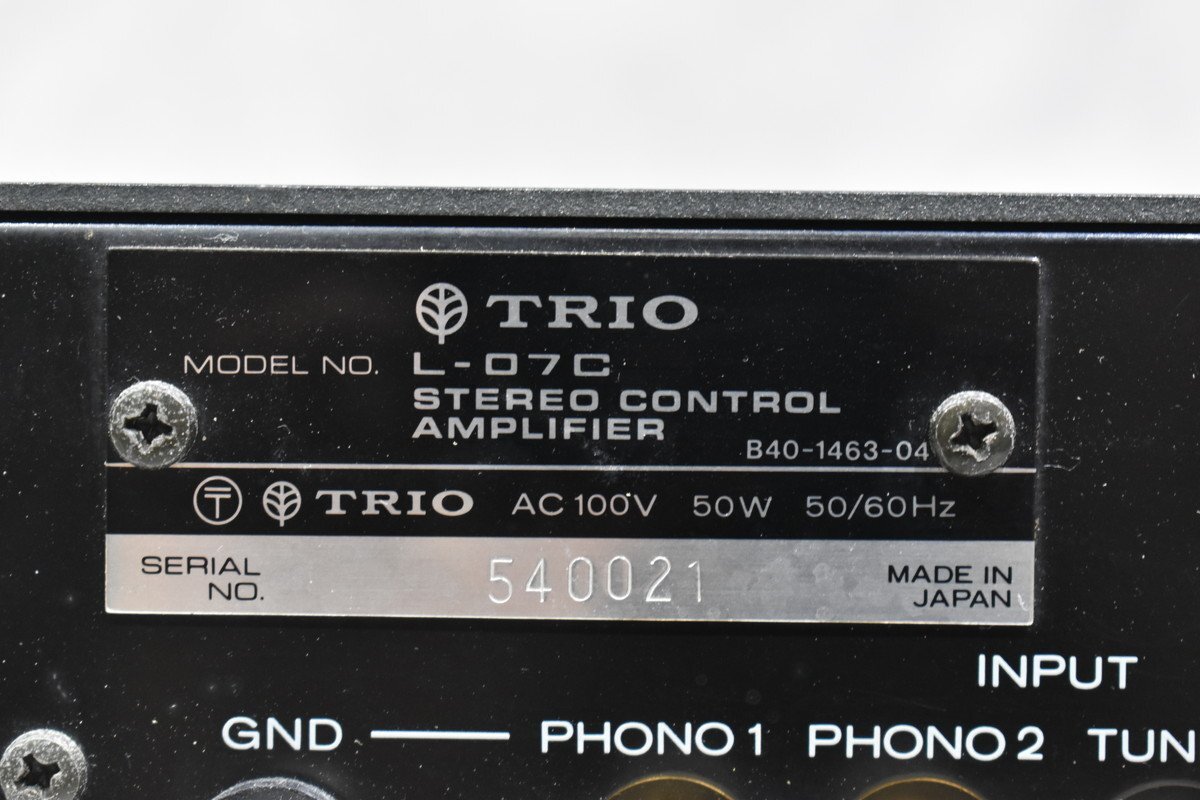 TRIO
MODEL NO. L-07C
STEREO CONTROL
AMPLIFIER
B40-1463-04
〒 TRIO AC 100V 50W 50/60Hz
SERIAL
NO.
540021
MADE IN
JAPAN
INPUT
GND PHONO 1 PHONO 2 TUN